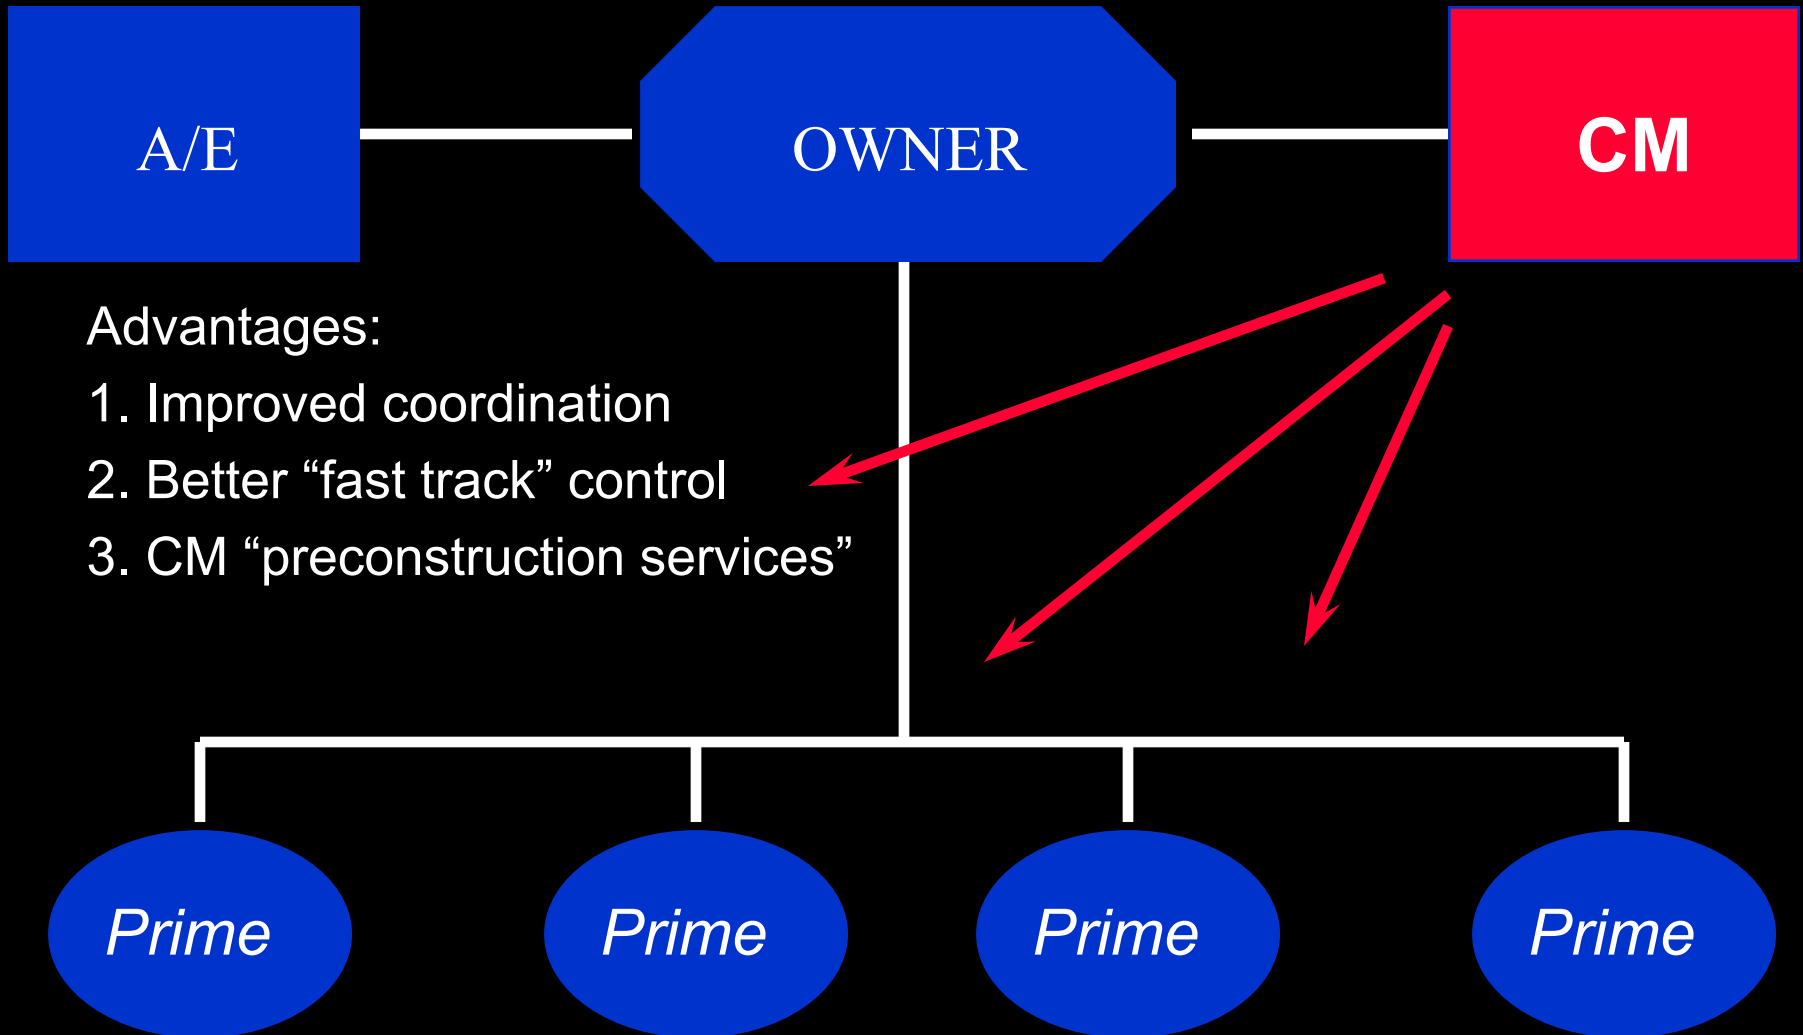 A/E
OWNER
CM
Advantages:
1. Improved coordination
2. Better “fast track” control
3. CM “preconstruction services”
Prime
Prime
Prime
Prime